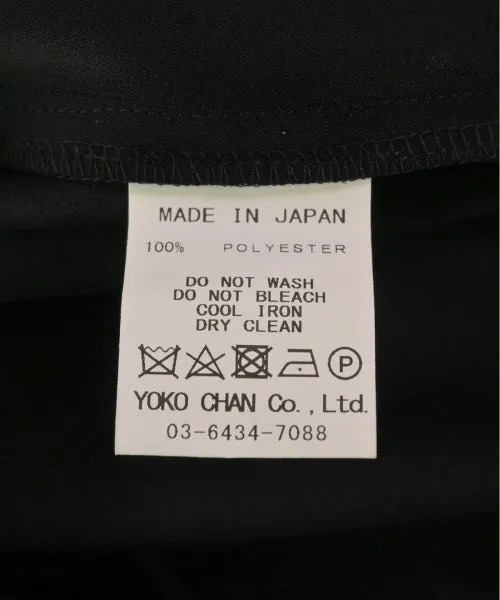 MADE IN JAPAN
100% POLYESTER
DO NOT WASH
DO NOT BLEACH
COOL IRON
DRY CLEAN
P
YOKO CHAN Co.,Ltd.
03-6434-7088